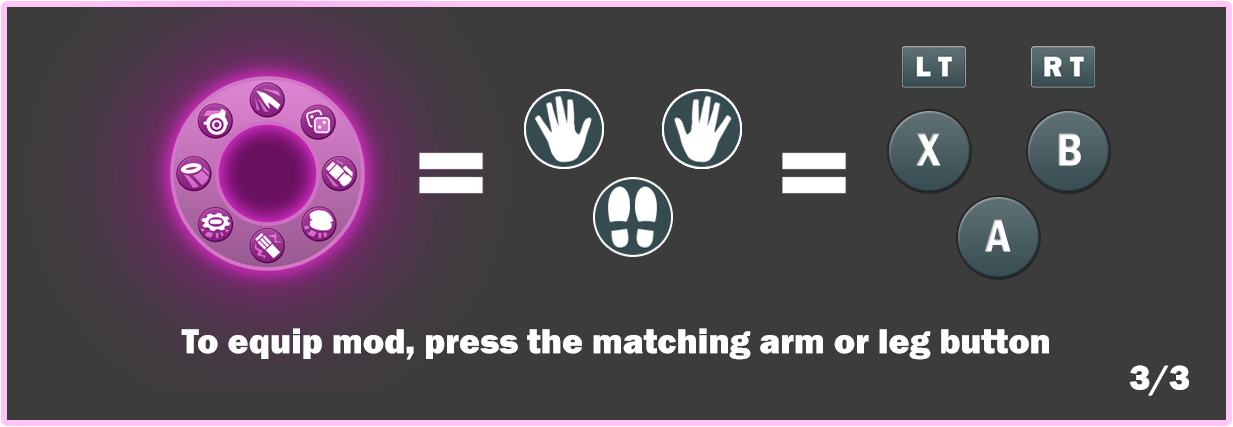 LT RT
X B
A
To equip mod, press the matching arm or leg button
3/3